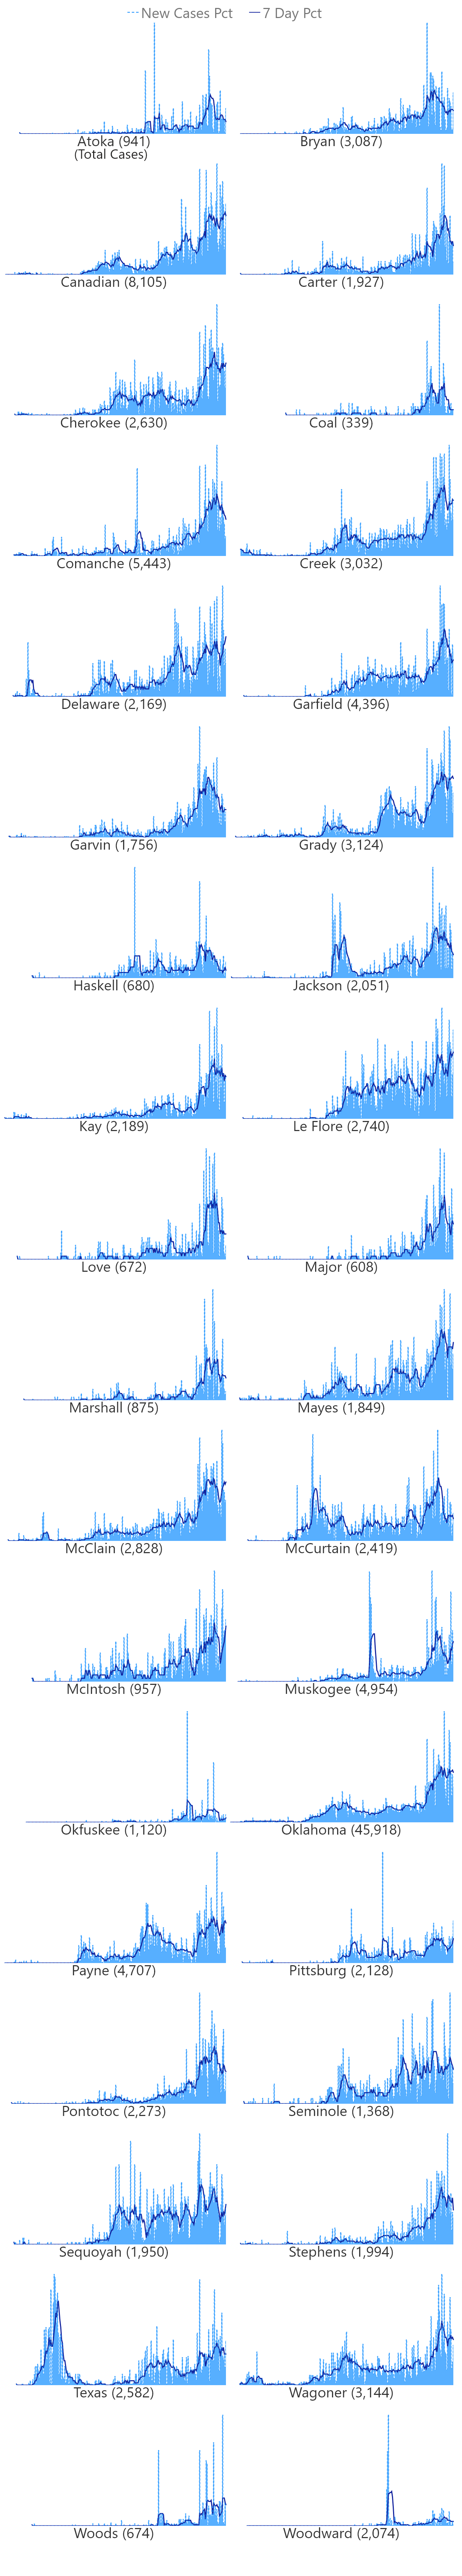 New Cases Pct 7 Day Pct
Atoka (941) Bryan (3,087)
(Total Cases)
Canadian (8,105) Carter (1,927)
Cherokee (2,630) Coal (339)
Comanche (5,443) Creek (3,032)
Delaware (2,169) Garfield (4,396)
Garvin (1,756) Grady (3,124)
Haskell (680) Jackson (2,051)
Kay (2,189) Le Flore (2,740)
Love (672) Major (608)
Marshall (875) Mayes (1,849)
McClain (2,828) McCurtain (2,419)
McIntosh (957) Muskogee (4,954)
Okfuskee (1,120) Oklahoma (45,918)
Payne (4,707) Pittsburg (2,128)
Pontotoc (2,273) Seminole (1,368)
Sequoyah (1,950) Stephens (1,994)
Texas (2,582) Wagoner (3,144)
Woods (674) Woodward (2,074)